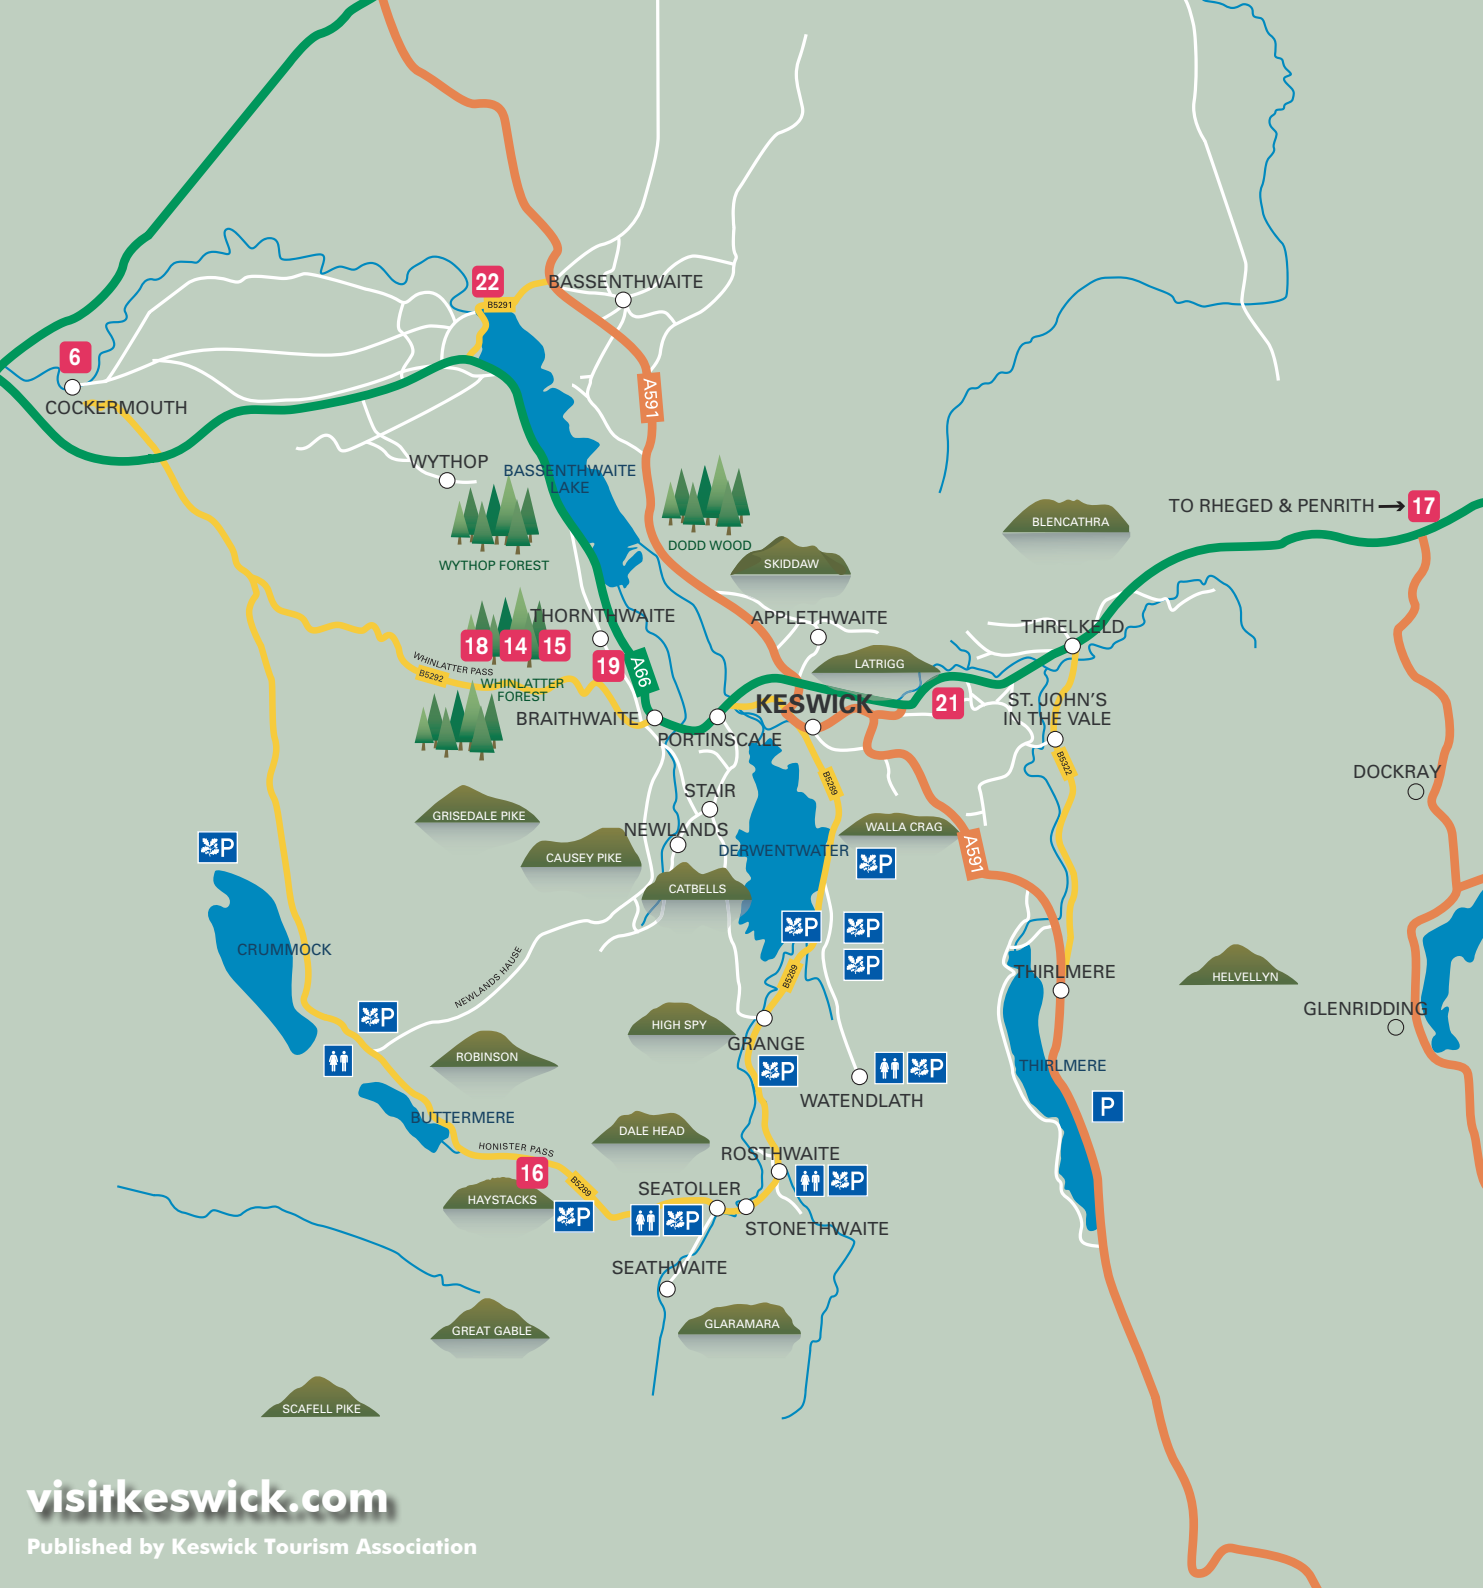 22
BASSENTHWAITE
B5291
6
COCKERMOUTH
A591
WYTHOP
BASSENTHWAITE
LAKE
TO RHEGED & PENRITH
17
BLENCATHRA
DODD WOOD
WYTHOP FOREST
SKIDDAW
THORNTHWAITE
APPLETHWAITE
THRELKELD
18
14
15
19
WHINLATTER PASS
B5292
A66
LATRIGG
WHINLATTER
FOREST
21
KESWICK
ST. JOHN'S
IN THE VALE
BRAITHWAITE
PORTINSCALE
B5322
DOCKRAY
B5289
STAIR
GRISEDALE PIKE
NEWLANDS
WALLA CRAG
P
CAUSEY PIKE
DERWENTWATER
A591
P
CATBELLS
P
P
CRUMMOCK
P
NEWLANDS HAUSE
B5289
THIRLMERE
HELVELLYN
GLENRIDDING
P
HIGH SPY
GRANGE
ROBINSON
P
P
THIRLMERE
WATENDLATH
P
BUTTERMERE
DALE HEAD
HONISTER PASS
ROSTHWAITE
16
B5289
P
HAYSTACKS
SEATOLLER
P
P
STONETHWAITE
SEATHWAITE
GREAT GABLE
GLARAMARA
SCAFELL PIKE
visitkeswick.com
Published by Keswick Tourism Association